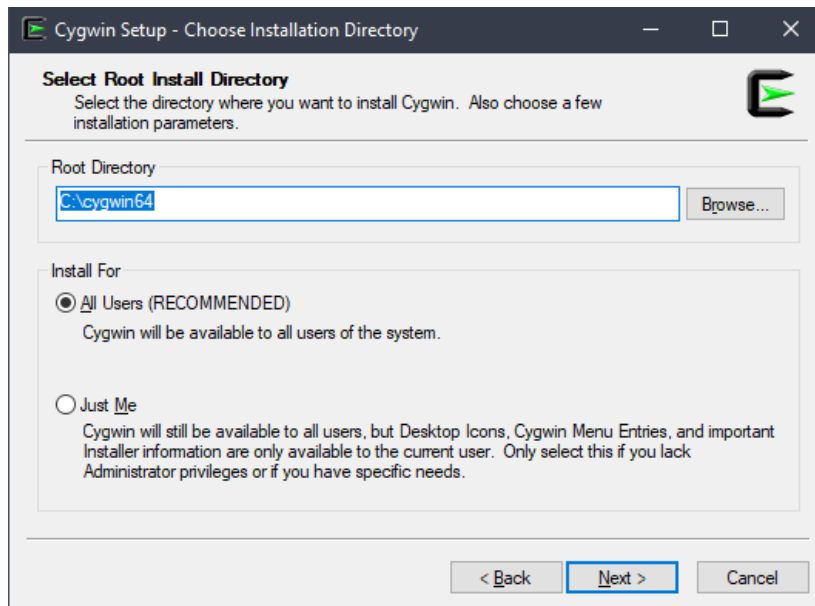 Cygwin Setup - Choose Installation Directory
Select Root Install Directory
Select the directory where you want to install Cygwin. Also choose a few
installation parameters.
Root Directory
C:\cygwin64
Browse...
Install For
All Users (RECOMMENDED)
Cygwin will be available to all users of the system.
Just Me
Cygwin will still be available to all users, but Desktop Icons, Cygwin Menu Entries, and important
Installer information are only available to the current user. Only select this if you lack
Administrator privileges or if you have specific needs.
< Back
Next >
Cancel